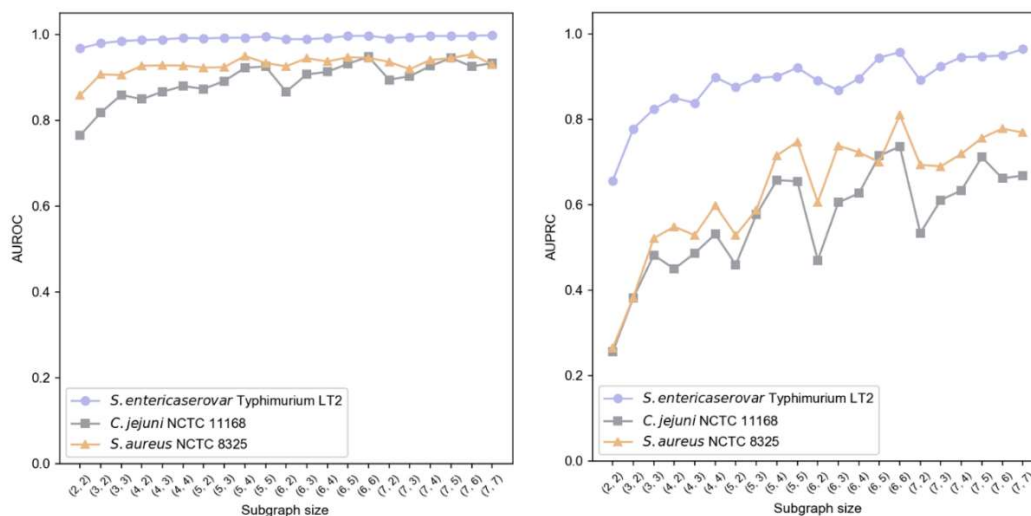 1.0
0.8
0.6
0.4
0.2
0.0
AUROC
S. entericaserovar Typhimurium LT2
C. jejuni NCTC 11168
S. aureus NCTC 8325
(2, 2) (3, 2) (3, 3) (4, 2) (4, 3) (4, 4) (5, 2) (5, 3) (5, 4) (5, 5) (6, 2) (6, 3) (6, 4) (6, 5) (6, 6) (7, 2) (7, 3) (7, 4) (7, 5) (7, 6) (7, 7)
Subgraph size
1.0
0.8
0.6
0.4
0.2
0.0
AUPRC
S. entericaserovar Typhimurium LT2
C. jejuni NCTC 11168
S. aureus NCTC 8325
(2, 2) (3, 2) (3, 3) (4, 2) (4, 3) (4, 4) (5, 2) (5, 3) (5, 4) (5, 5) (6, 2) (6, 3) (6, 4) (6, 5) (6, 6) (7, 2) (7, 3) (7, 4) (7, 5) (7, 6) (7, 7)
Subgraph size